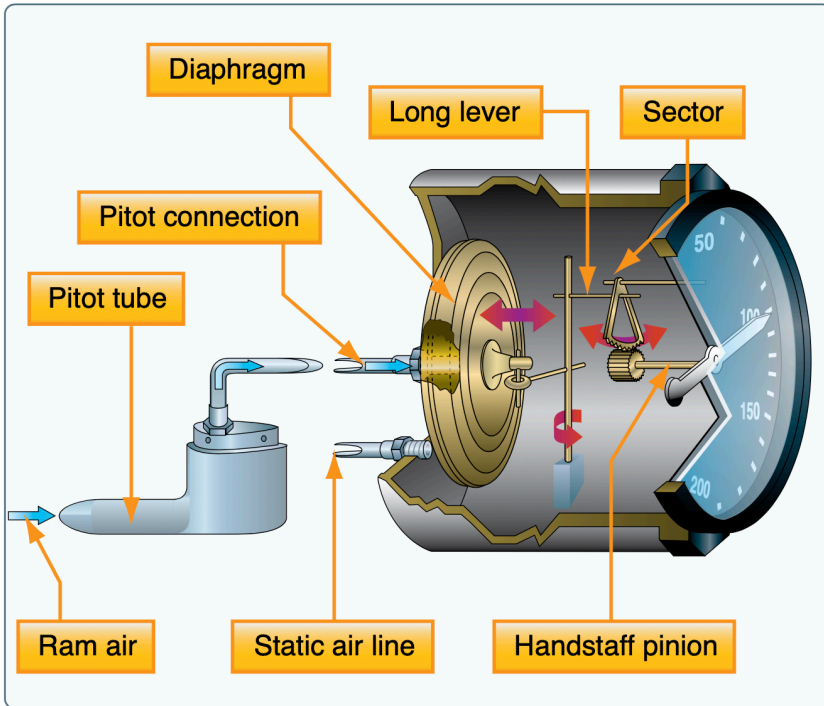 Diaphragm
Long lever
Sector
Pitot connection
Pitot tube
50
100
150
200
Ram air
Static air line
Handstaff pinion